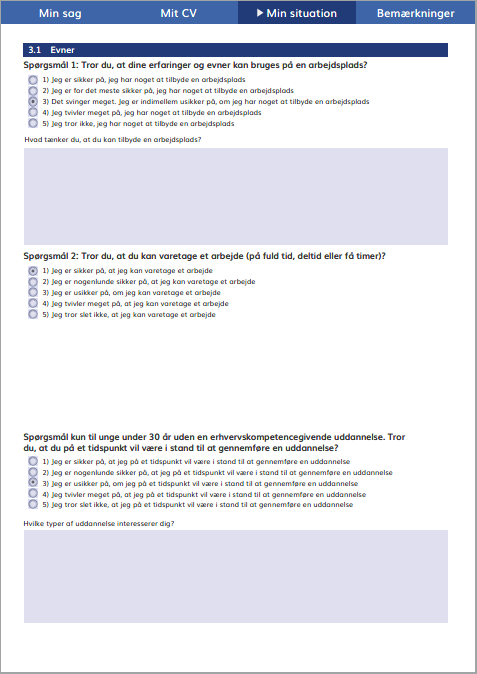 Min sag
Mit CV
Min situation
Bemærkninger
3.1 Evner
Spørgsmål 1: Tror du, at dine erfaringer og evner kan bruges på en arbejdsplads?
1) Jeg er sikker på, jeg har noget at tilbyde en arbejdsplads
2) Jeg er for det meste sikker på, jeg har noget at tilbyde en arbejdsplads
3) Det svinger meget. Jeg er indimellem usikker på, om jeg har noget at tilbyde en arbejdsplads
4) Jeg tvivler meget på, jeg har noget at tilbyde en arbejdsplads
5) Jeg tror ikke, jeg har noget at tilbyde en arbejdsplads
Hvad tænker du, at du kan tilbyde en arbejdsplads?
Spørgsmål 2: Tror du, at du kan varetage et arbejde (på fuld tid, deltid eller få timer)?
1) Jeg er sikker på, at jeg kan varetage et arbejde
2) Jeg er nogenlunde sikker på, at jeg kan varetage et arbejde
3) Jeg er usikker på, om jeg kan varetage et arbejde
4) Jeg tvivler meget på, at jeg kan varetage et arbejde
5) Jeg tror slet ikke, at jeg kan varetage et arbejde
Spørgsmål kun til unge under 30 år uden en erhvervskompetencegivende uddannelse. Tror
du, at du på et tidspunkt vil være i stand til at gennemføre en uddannelse?
1) Jeg er sikker på, at jeg på et tidspunkt vil være i stand til at gennemføre en uddannelse
2) Jeg er nogenlunde sikker på, at jeg på et tidspunkt vil være i stand til at gennemføre en uddannelse
3) Jeg er usikker på, om jeg på et tidspunkt vil være i stand til at gennemføre en uddannelse
4) Jeg tvivler meget på, at jeg på et tidspunkt vil være i stand til at gennemføre en uddannelse
5) Jeg tror slet ikke, at jeg på et tidspunkt vil være i stand til at gennemføre en uddannelse
Hvilke typer af uddannelse interesserer dig?